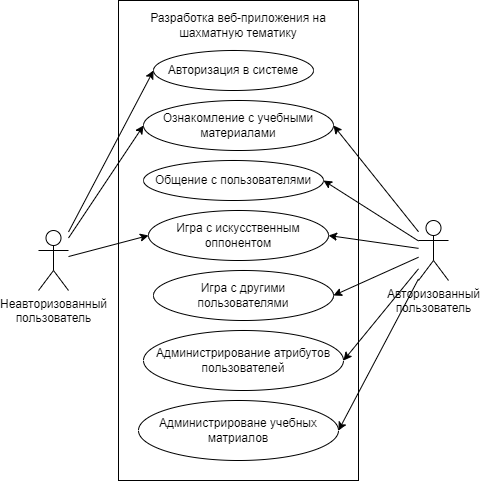 Разработка веб-приложения на
шахматную тематику
Авторизация в системе
Ознакомление с учебными
материалами
Общение с пользователями
Игра с искусственным
оппонентом
Неавторизованный
пользователь
Игра с другими
пользователями
Авторизованный
пользователь
Администрирование атрибутов
пользователей
Администрироване учебных
матриалов